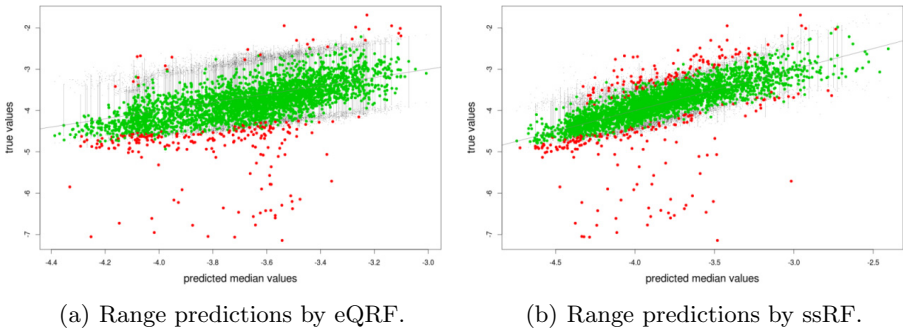 -2
-3
-4
-5
-6
-7
true values
-4.4 -4.2 -4.0 -3.8 -3.6 -3.4 -3.2 -3.0
predicted median values
(a) Range predictions by eQRF.
-2
-3
-4
-5
-6
-7
true values
-4.5 -4.0 -3.5 -3.0 -2.5
predicted median values
(b) Range predictions by ssRF.